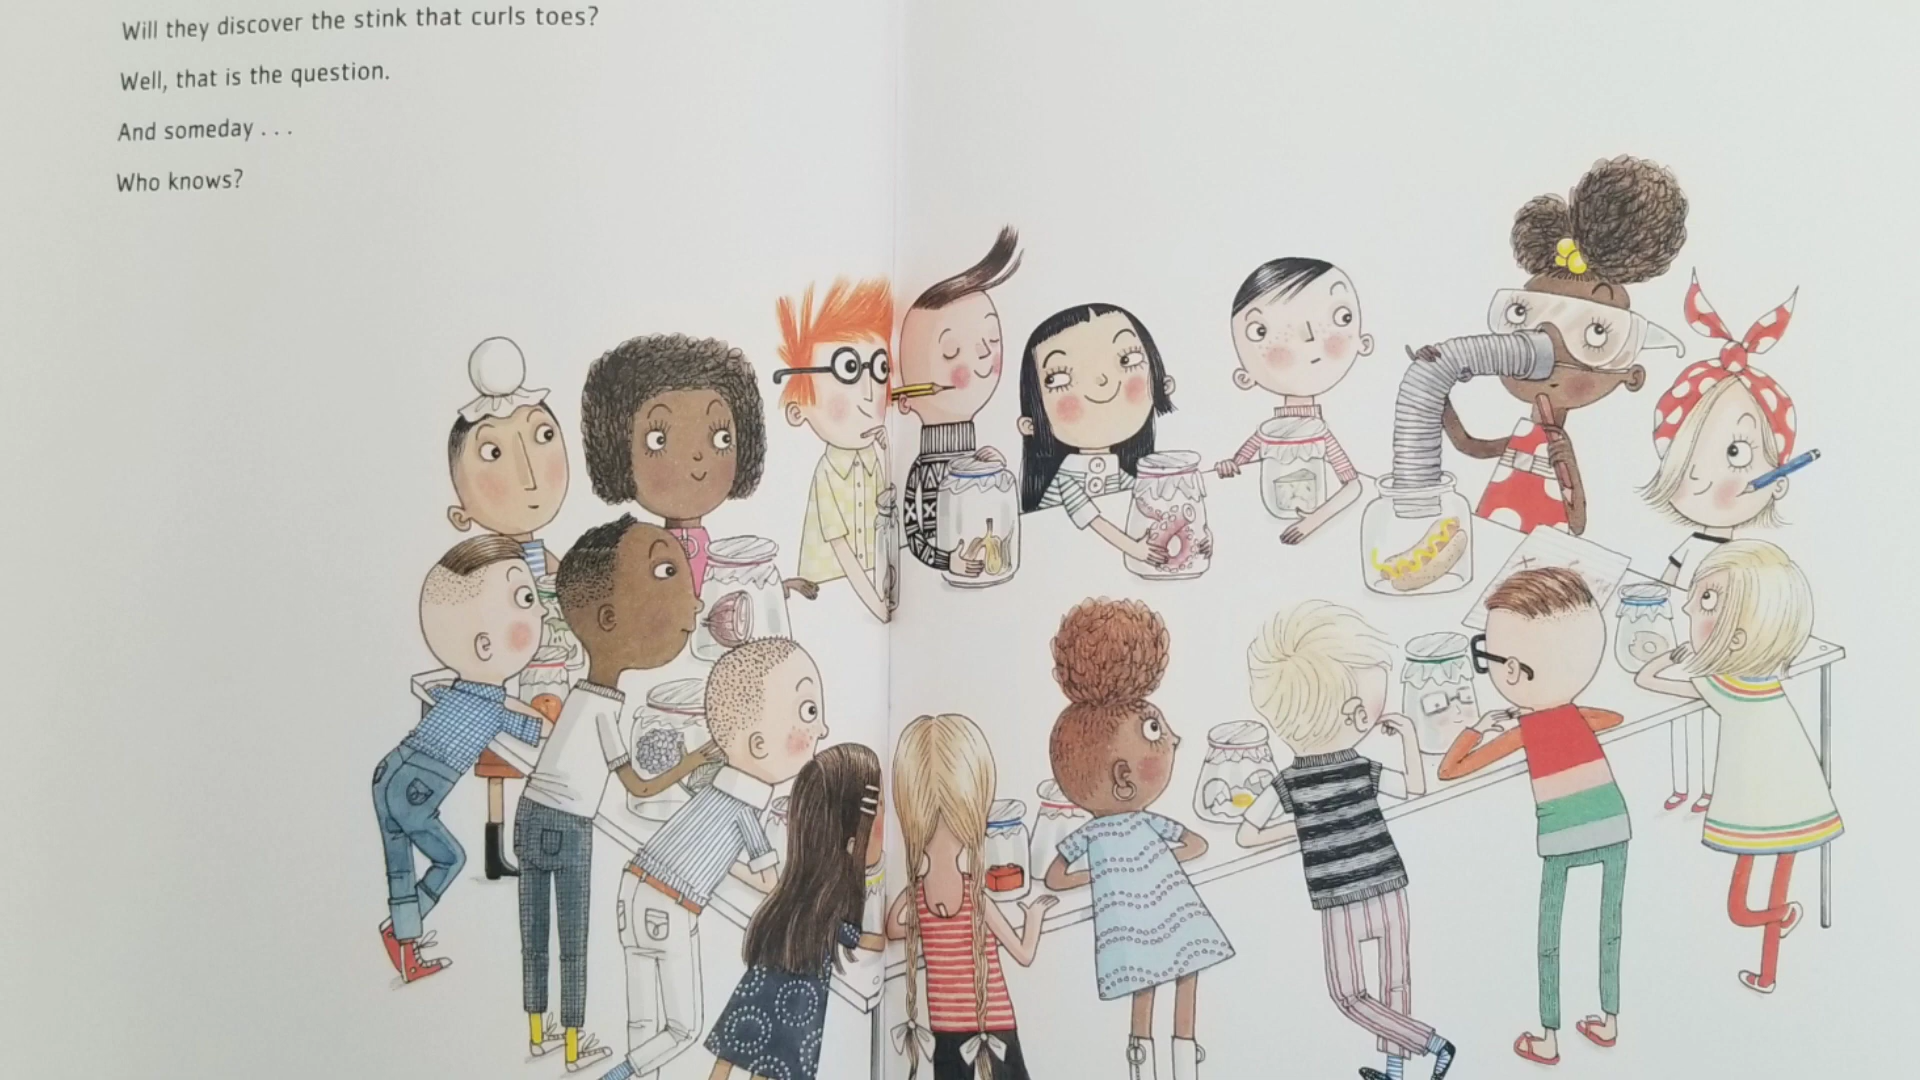 Will they discover the stink that curls toes?
Well, that is the question.
And someday . . .
Who knows?